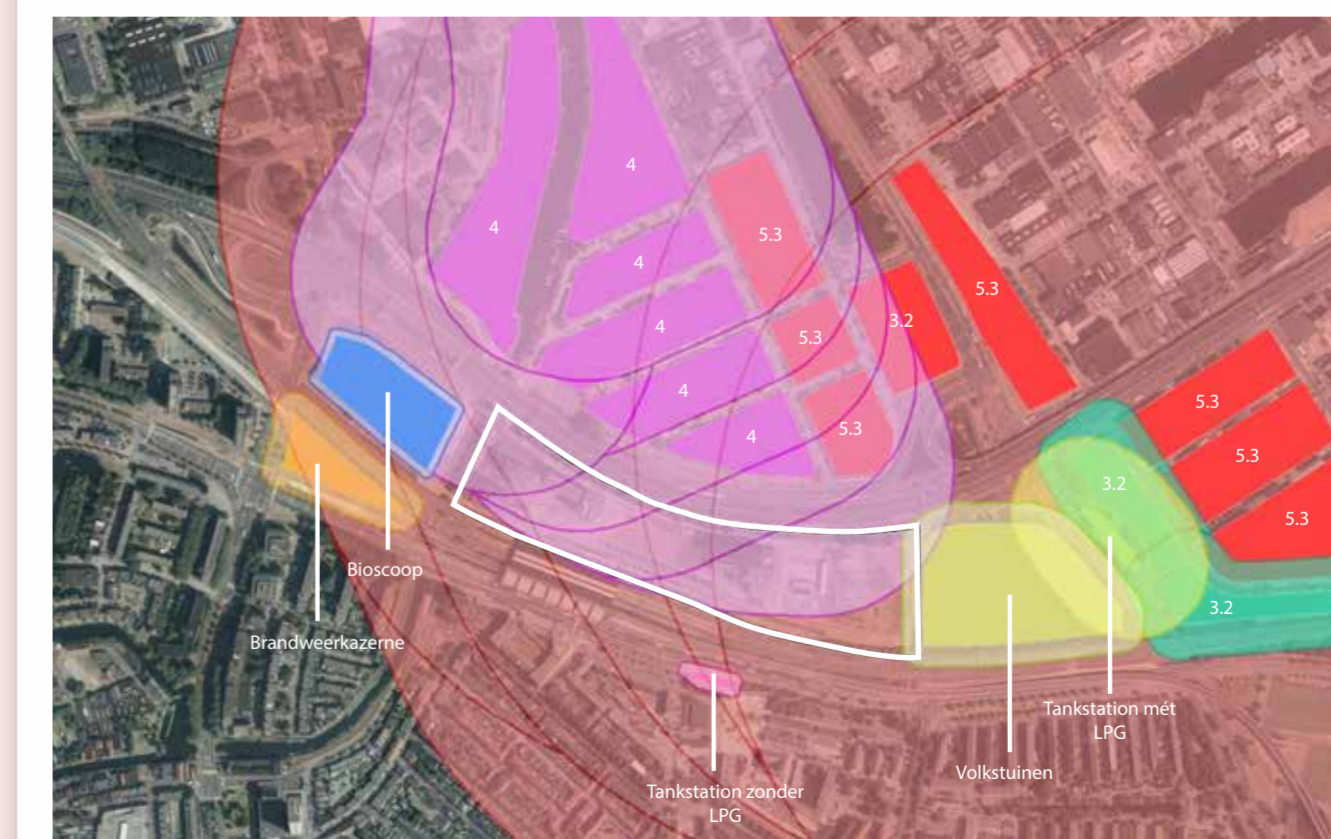 4
4
5.3
4
5.3
3.2
4
5.3
4
5.3
5.3
4
5.3
5.3
3.2
5.3
Bioscoop
3.2
Brandweerkazerne
Tankstation mét
LPG
Volkstuinen
Tankstation zonder
LPG